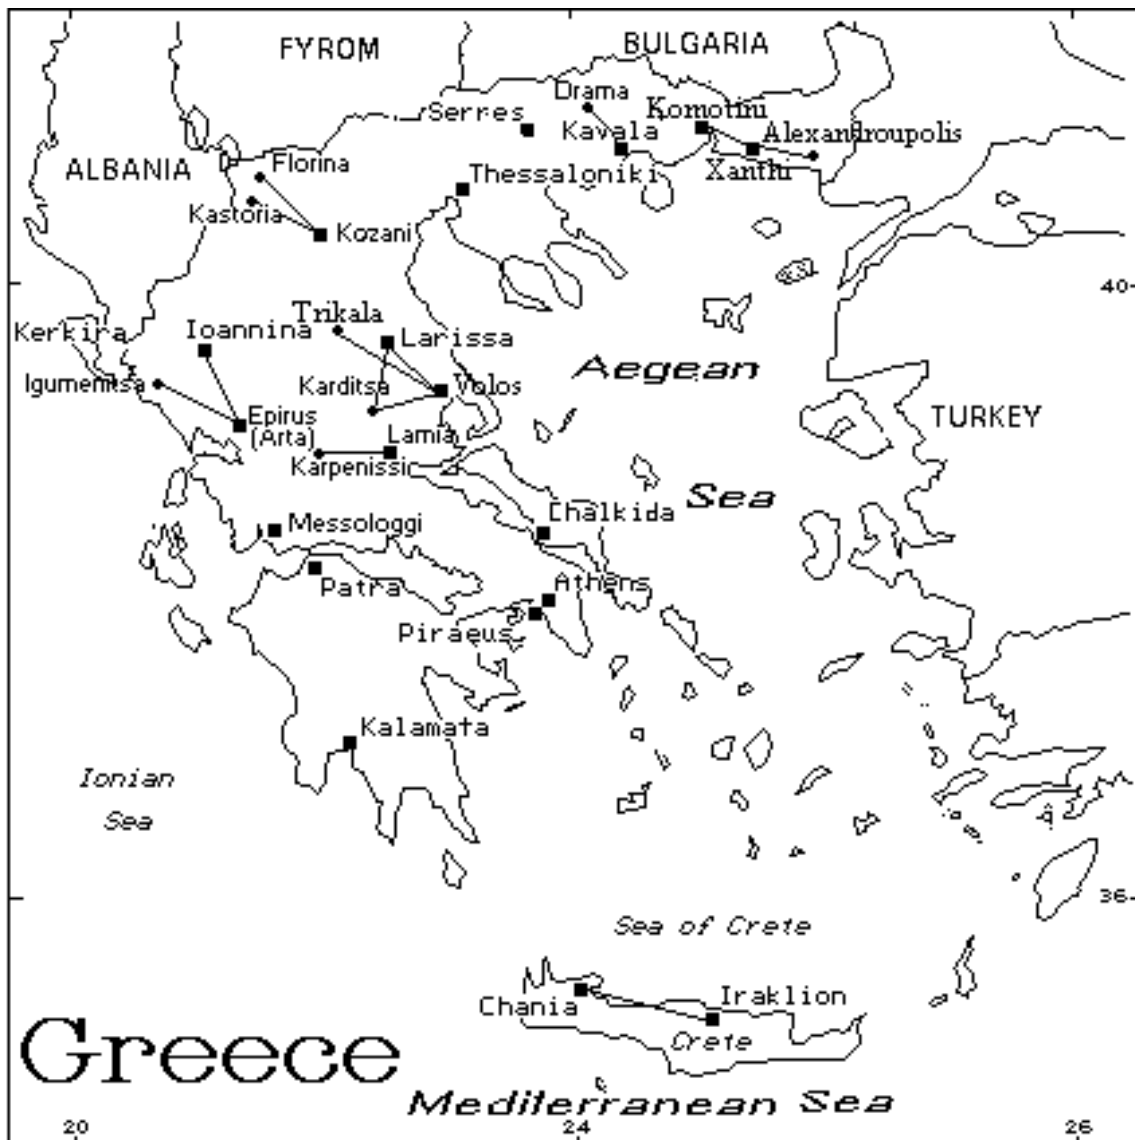 FYROM
BULGARIA
Drama
Serres
Komotini
Kavala
Alexandroupolis
Xanthi
ALBANIA
Florina
Thessaloniki
Kastoria
Kozani
40
Trikala
Kerkira
Ioannina
Larissa
Aegean
Igumenitsa
Karditsa
Volos
TURKEY
Epirus
(Arta)
Lamia
Karpenissi
Sea
Chalkida
Messologgi
Athens
Patra
Piraeus
Kalamata
Ionian
Sea
36
Sea of Crete
Chania
Iraklion
Crete
Greece
Mediterranean Sea
20
24
26